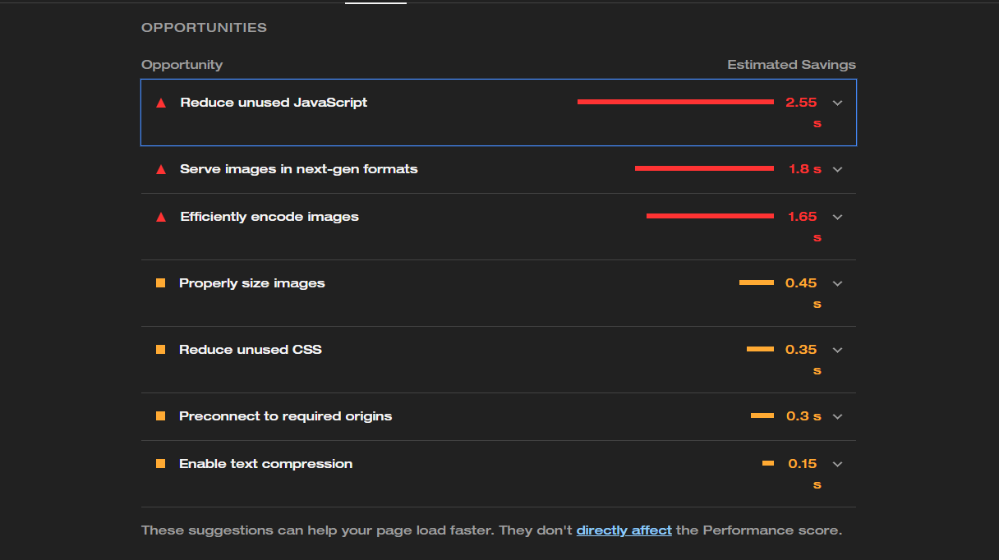 OPPORTUNITIES
Opportunity Estimated Savings
Reduce unused JavaScript 2.55
s
Serve images in next-gen formats 1.8 s
Efficiently encode images 1.65
s
Properly size images 0.45
s
Reduce unused CSS 0.35
s
Preconnect to required origins 0.3 s
Enable text compression 0.15
s
These suggestions can help your page load faster. They don't directly affect the Performance score.